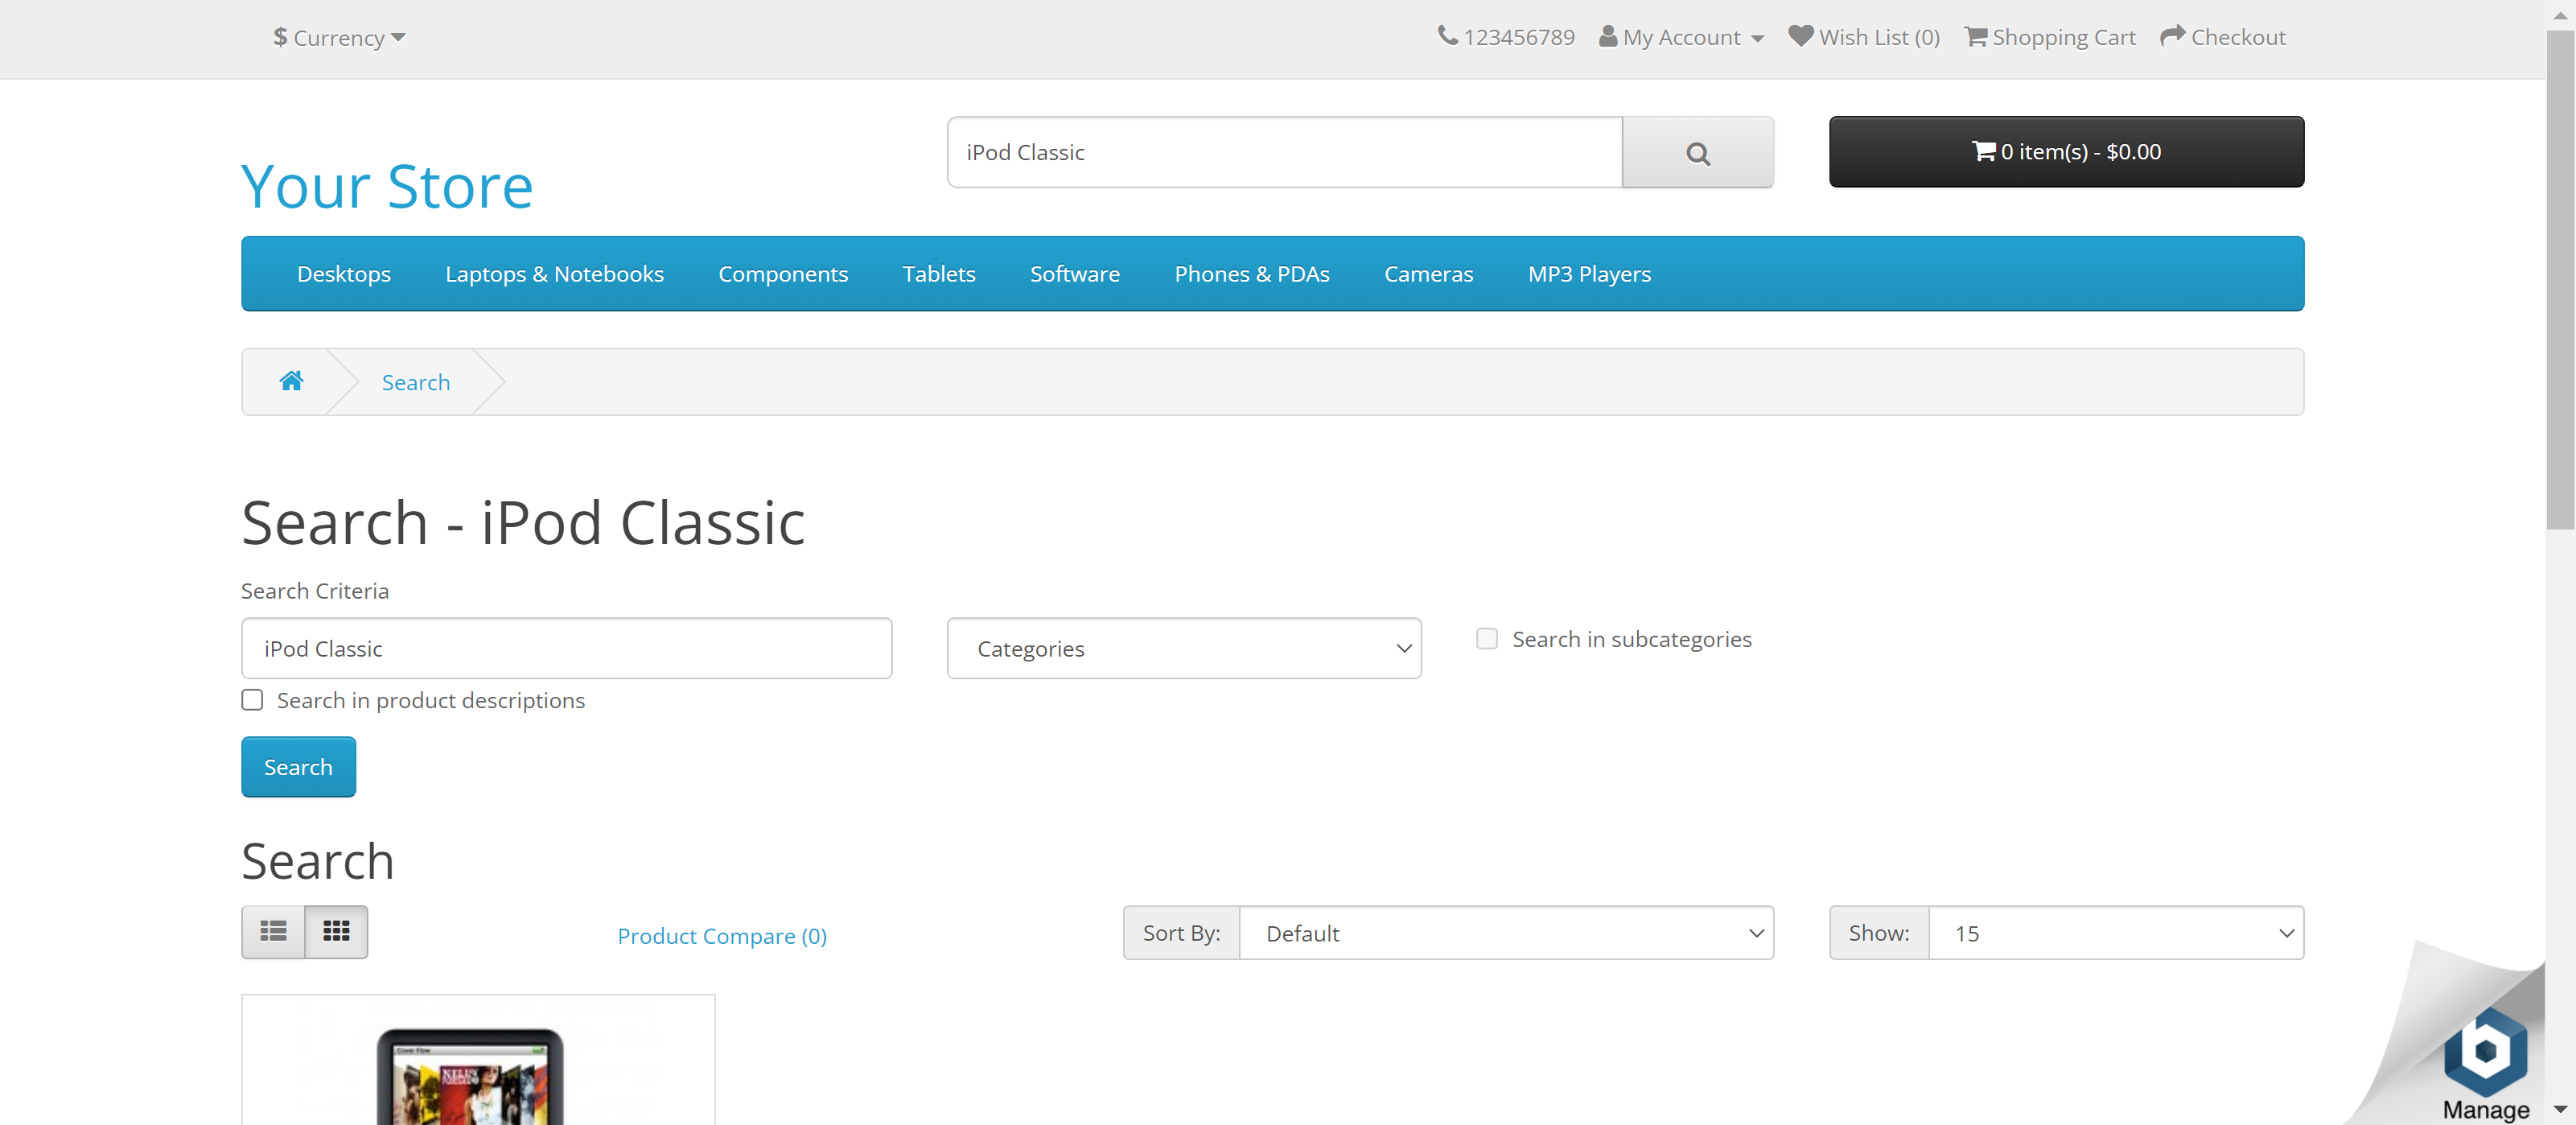 $ Currency
123456789 My Account Wish List (0) Shopping Cart Checkout
iPod Classic
0 item(s) - $0.00
Your Store
Desktops Laptops & Notebooks Components Tablets Software Phones & PDAs Cameras MP3 Players
Search
Search - iPod Classic
Search Criteria
iPod Classic
Categories
Search in subcategories
Search in product descriptions
Search
Search
Product Compare (0)
Sort By: Default
Show: 15
Cover Flow
b
Manage